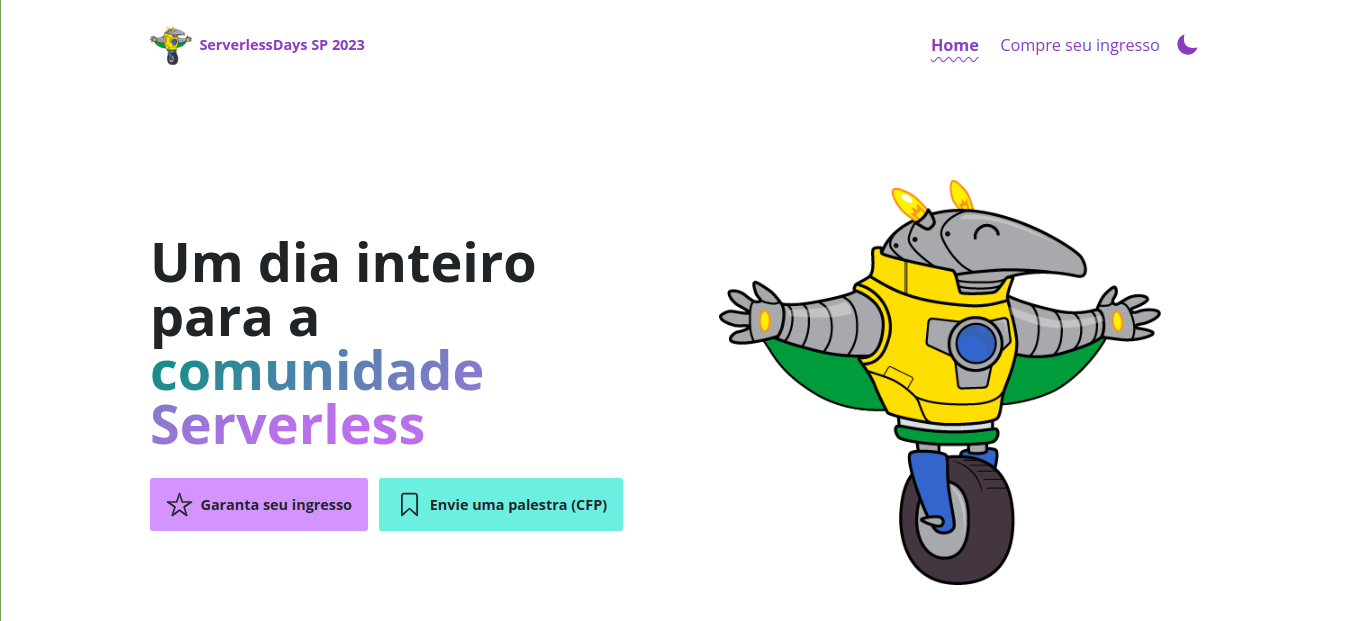 ServerlessDays SP 2023
Home
Compre seu ingresso
Um dia inteiro
para a
comunidade
Serverless
Garanta seu ingresso
Envie uma palestra (CFP)